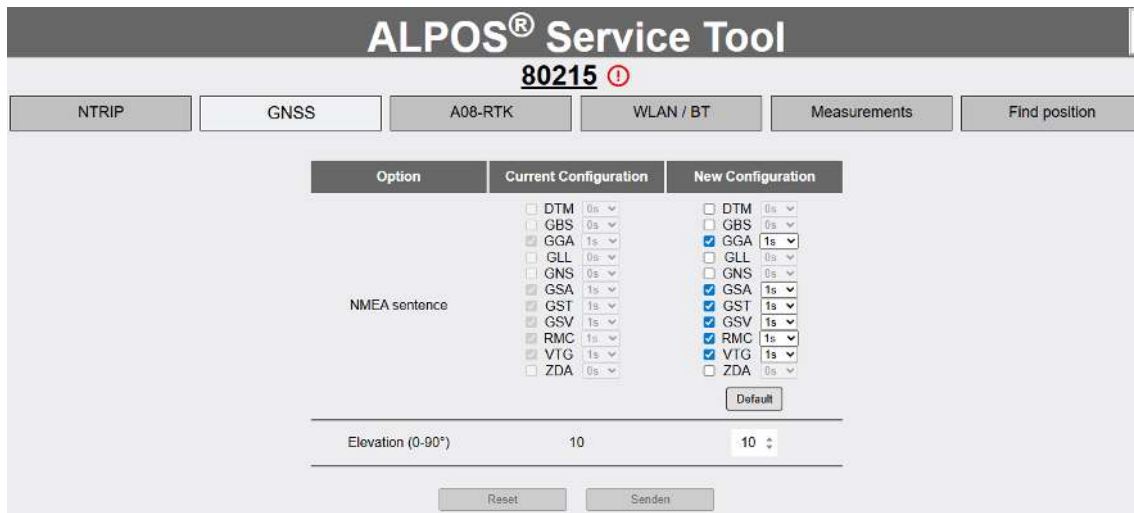 ALPOS® Service Tool
80215
NTRIP GNSS A08-RTK WLAN / BT Measurements Find position
Option Current Configuration New Configuration
DTM 0s DTM 0s
GBS 0s GBS 0s
GGA 1s GGA 1s
GLL 0s GLL 0s
GNS 0s GNS 0s
GSA 1s GSA 1s
NMEA sentence GST 1s GST 1s
GSV 1s GSV 1s
RMC 1s RMC 1s
VTG 1s VTG 1s
ZDA 0s ZDA 0s
Default
Elevation (0-90°) 10 10
Reset Senden